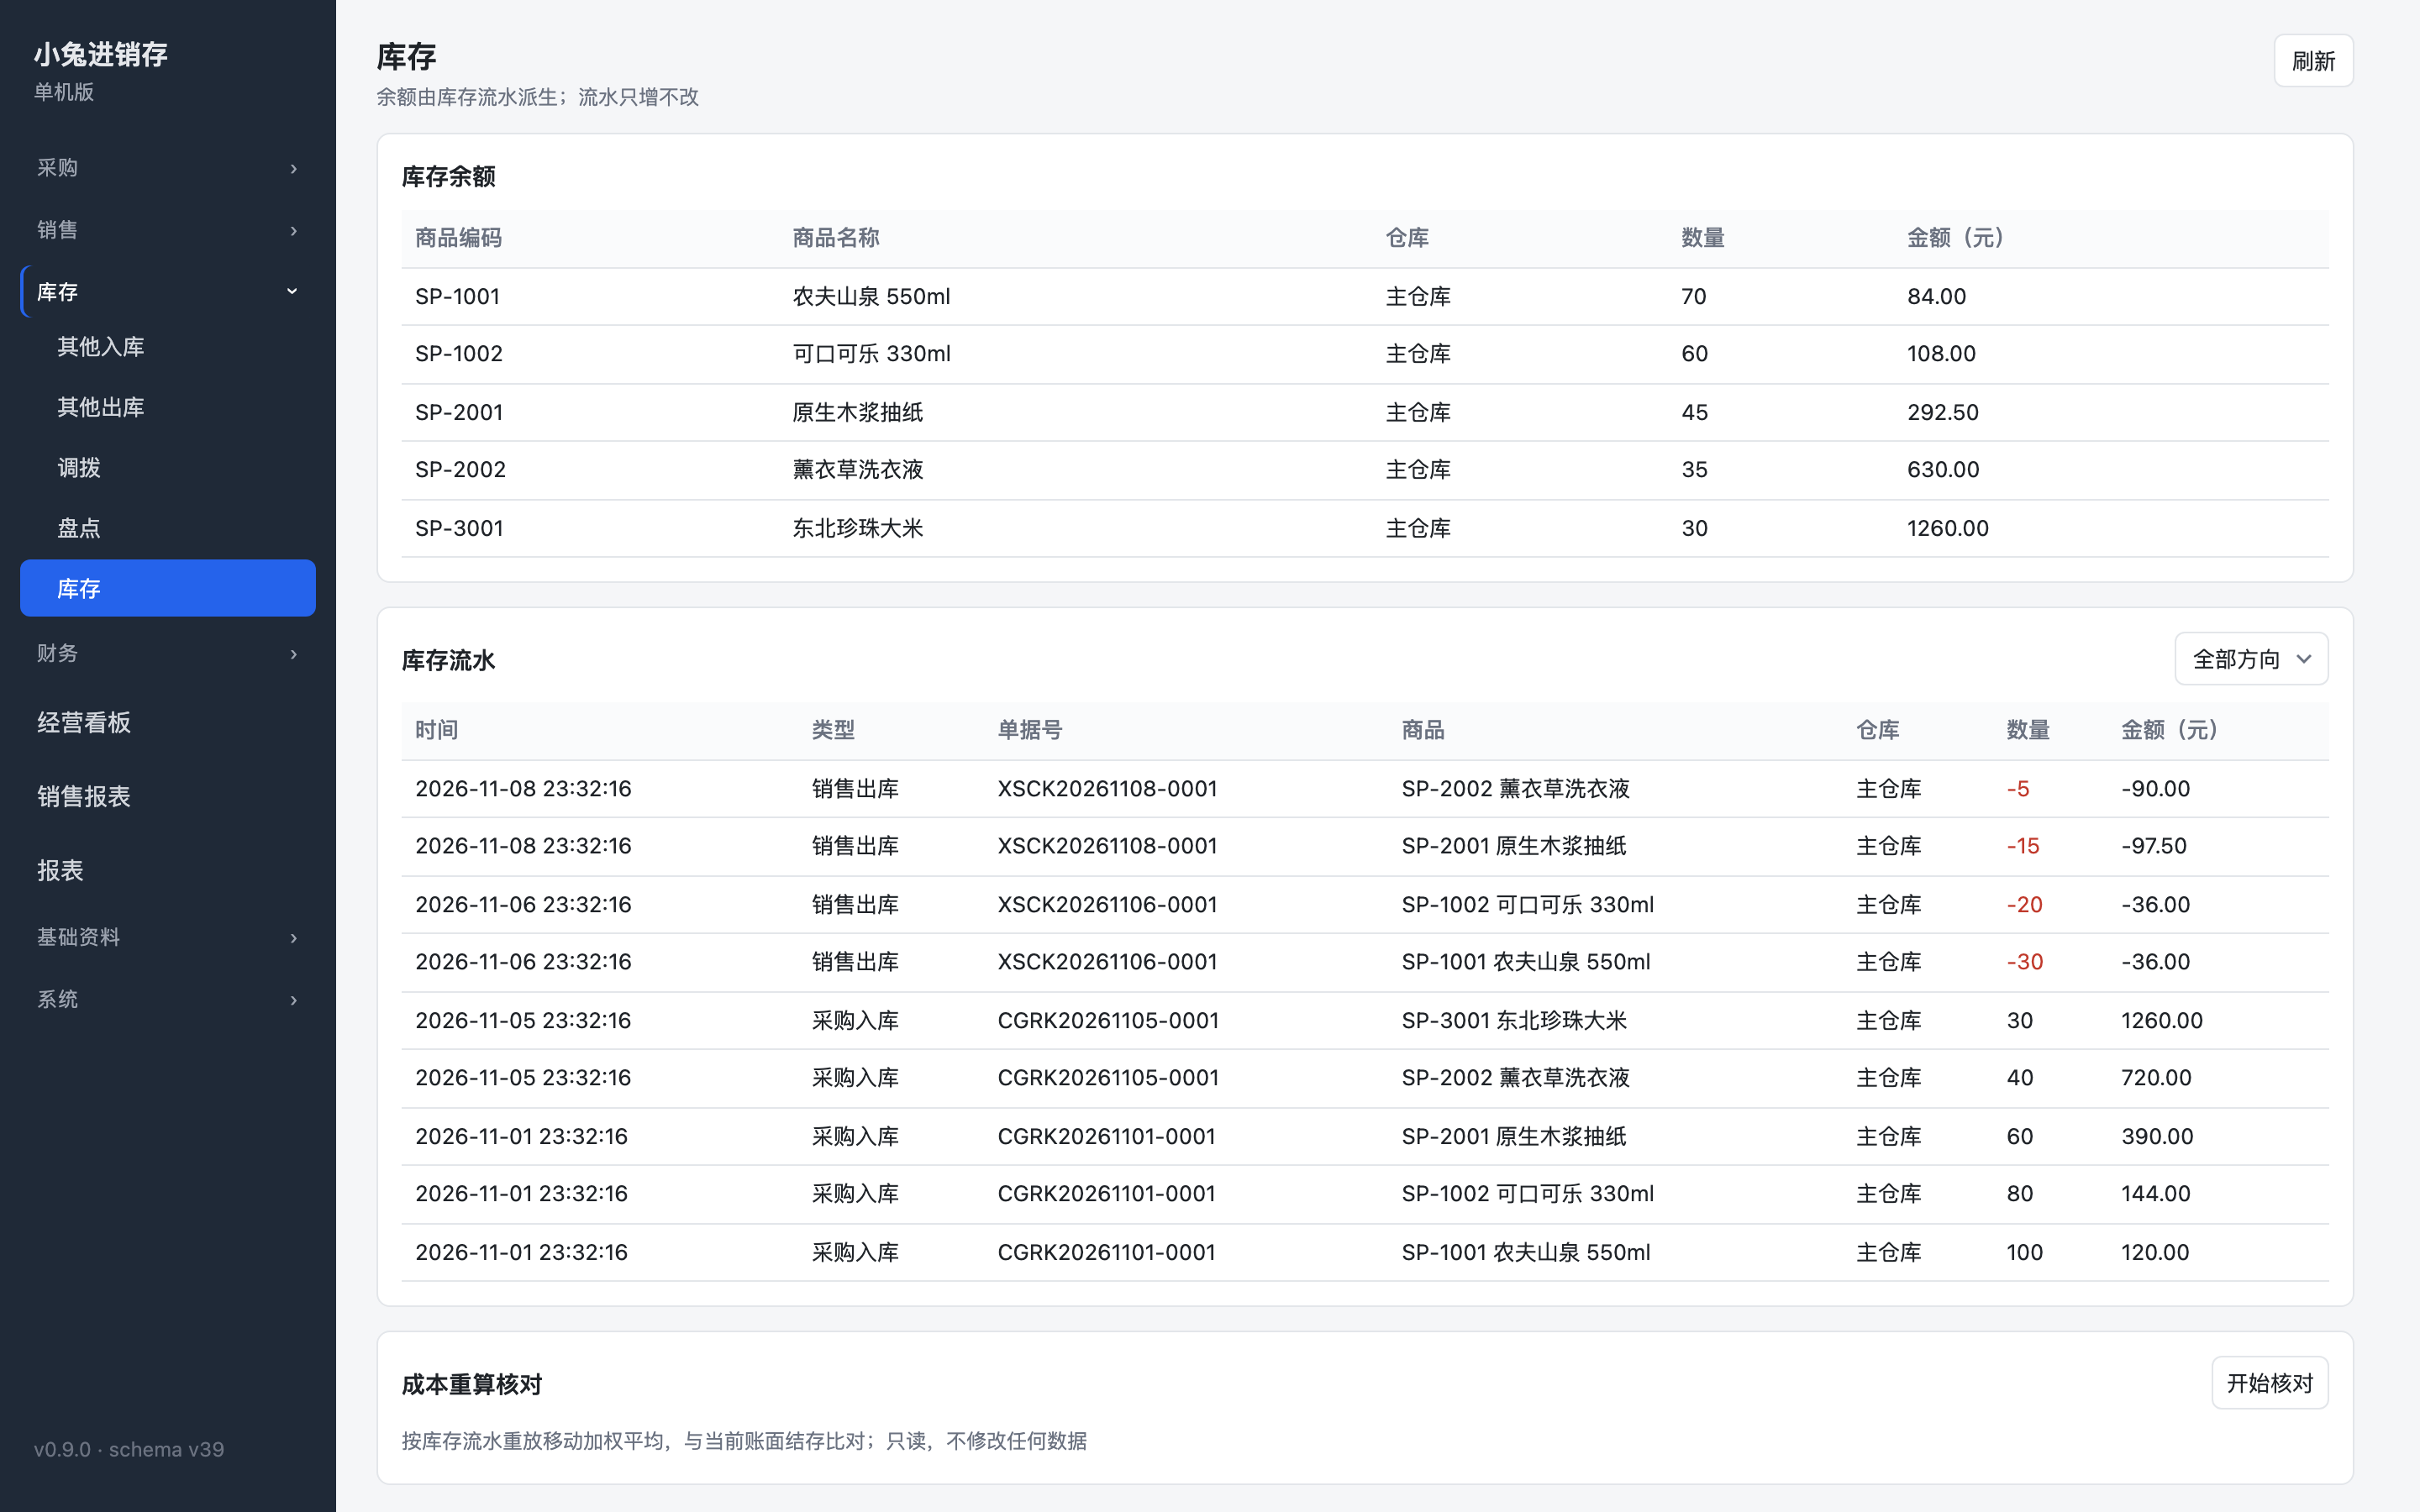 小兔进销存
单机版
采购
销售
库存
其他入库
其他出库
调拨
盘点
库存
财务
经营看板
销售报表
报表
基础资料
系统
v0.9.0 · schema v39
库存
余额由库存流水派生；流水只增不改
刷新
库存余额
商品编码 商品名称 仓库 数量 金额（元）
SP-1001 农夫山泉 550ml 主仓库 70 84.00
SP-1002 可口可乐 330ml 主仓库 60 108.00
SP-2001 原生木浆抽纸 主仓库 45 292.50
SP-2002 薰衣草洗衣液 主仓库 35 630.00
SP-3001 东北珍珠大米 主仓库 30 1260.00
库存流水
全部方向
时间 类型 单据号 商品 仓库 数量 金额（元）
2026-11-08 23:32:16 销售出库 XSCK20261108-0001 SP-2002 薰衣草洗衣液 主仓库 -5 -90.00
2026-11-08 23:32:16 销售出库 XSCK20261108-0001 SP-2001 原生木浆抽纸 主仓库 -15 -97.50
2026-11-06 23:32:16 销售出库 XSCK20261106-0001 SP-1002 可口可乐 330ml 主仓库 -20 -36.00
2026-11-06 23:32:16 销售出库 XSCK20261106-0001 SP-1001 农夫山泉 550ml 主仓库 -30 -36.00
2026-11-05 23:32:16 采购入库 CGRK20261105-0001 SP-3001 东北珍珠大米 主仓库 30 1260.00
2026-11-05 23:32:16 采购入库 CGRK20261105-0001 SP-2002 薰衣草洗衣液 主仓库 40 720.00
2026-11-01 23:32:16 采购入库 CGRK20261101-0001 SP-2001 原生木浆抽纸 主仓库 60 390.00
2026-11-01 23:32:16 采购入库 CGRK20261101-0001 SP-1002 可口可乐 330ml 主仓库 80 144.00
2026-11-01 23:32:16 采购入库 CGRK20261101-0001 SP-1001 农夫山泉 550ml 主仓库 100 120.00
成本重算核对
开始核对
按库存流水重放移动加权平均，与当前账面结存比对；只读，不修改任何数据